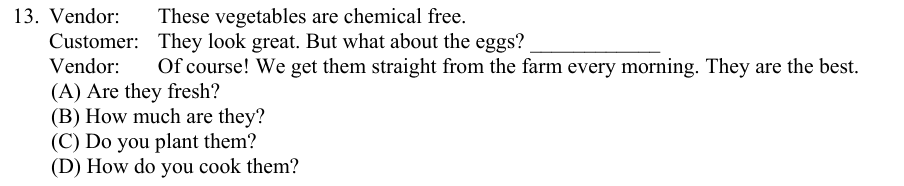 13. Vendor: These vegetables are chemical free.
Customer: They look great. But what about the eggs? ____________
Vendor: Of course! We get them straight from the farm every morning. They are the best.
(A) Are they fresh?
(B) How much are they?
(C) Do you plant them?
(D) How do you cook them?